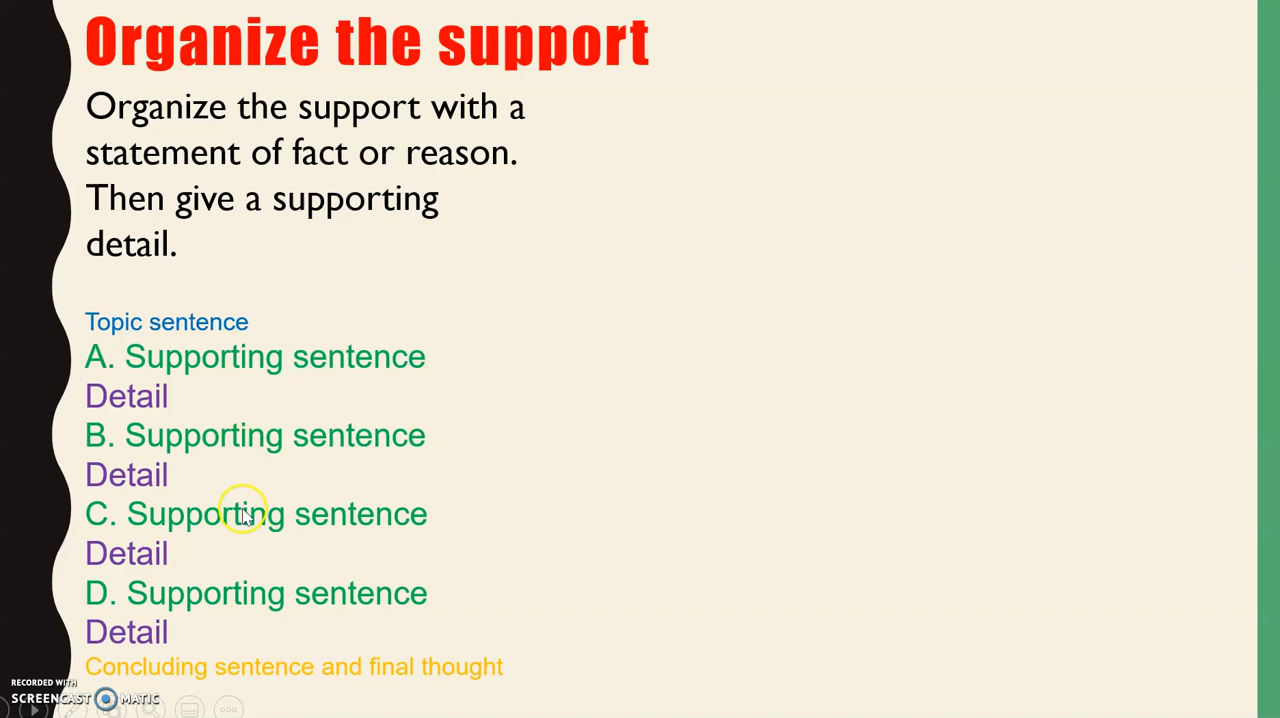 Organize the support
Organize the support with a
statement of fact or reason.
Then give a supporting
detail.
Topic sentence
A. Supporting sentence
Detail
B. Supporting sentence
Detail
C. Supporting sentence
Detail
D. Supporting sentence
Detail
Concluding sentence and final thought
RECORDED WITH
SCREENCAST MATIC